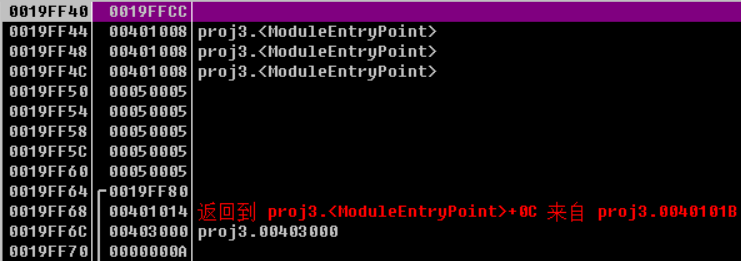 0019FF40 0019FFCC
0019FF44 00401008 proj3.<ModuleEntryPoint>
0019FF48 00401008 proj3.<ModuleEntryPoint>
0019FF4C 00401008 proj3.<ModuleEntryPoint>
0019FF50 00050005
0019FF54 00050005
0019FF58 00050005
0019FF5C 00050005
0019FF60 00050005
0019FF64 0019FF80
0019FF68 00401014 返回到 proj3.<ModuleEntryPoint>+0C 来自 proj3.0040101B
0019FF6C 00403000 proj3.00403000
0019FF70 0000000A